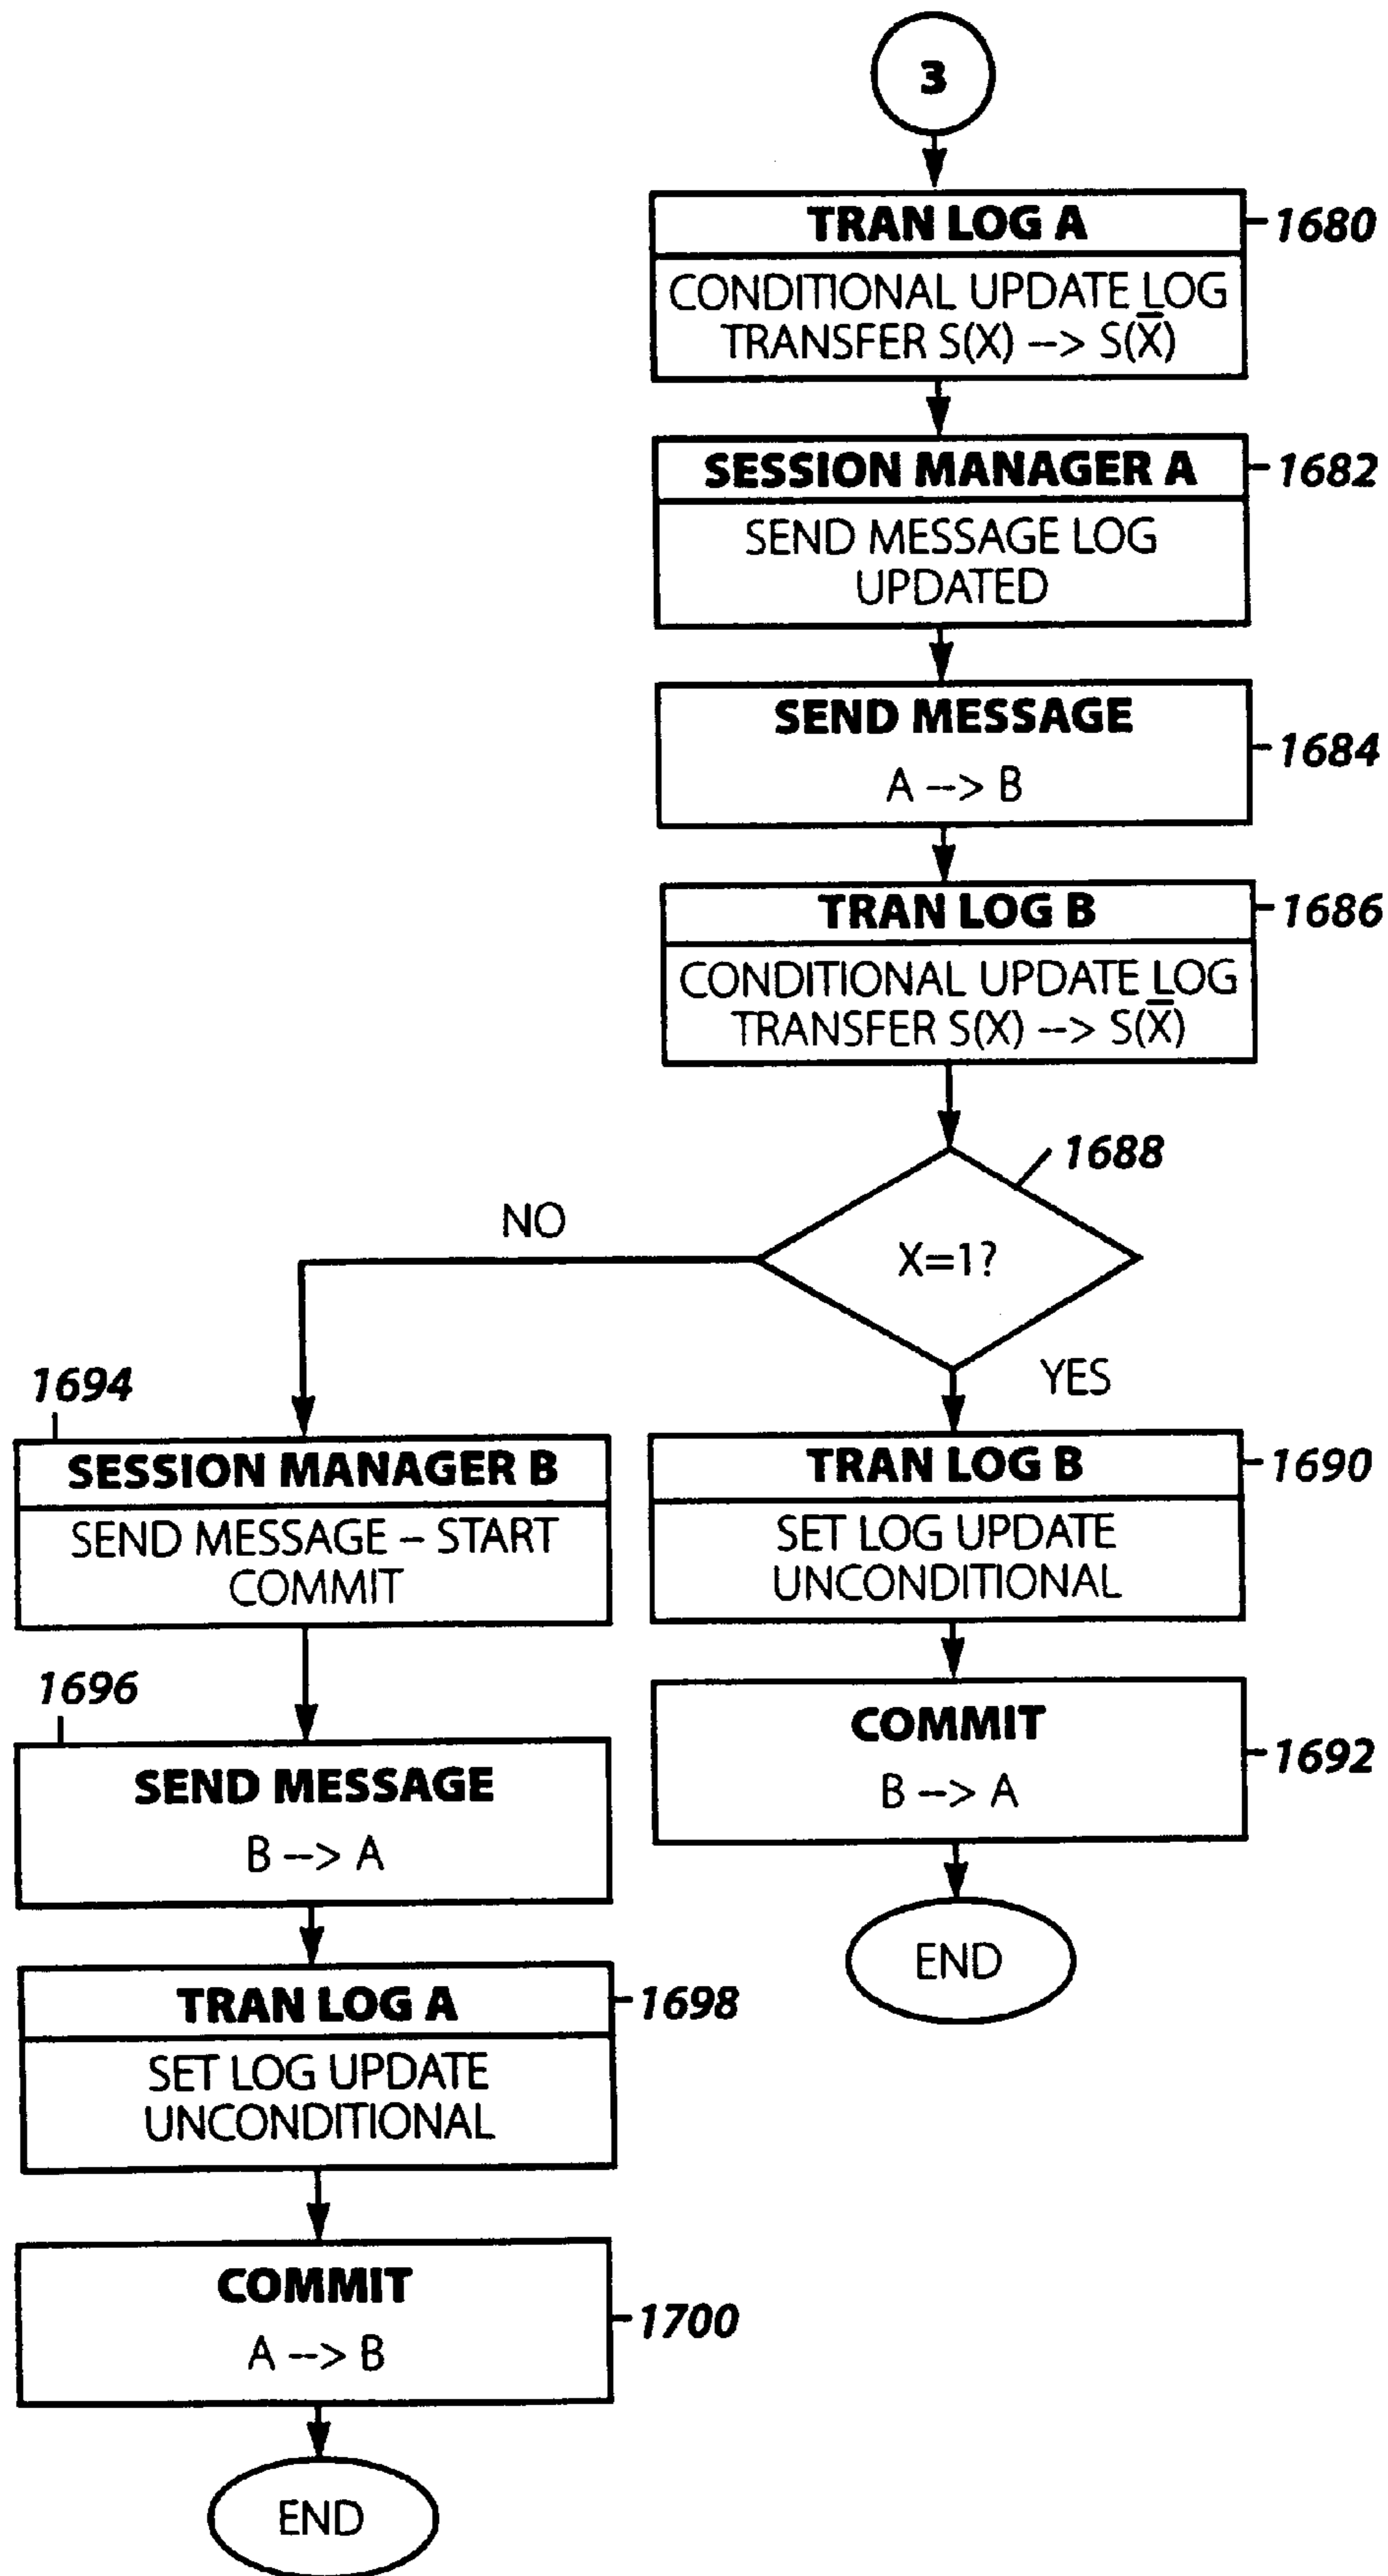 3
TRAN LOG A
1680
CONDITIONAL UPDATE LOG
TRANSFER S(X) --> S(X̅)
SESSION MANAGER A
1682
SEND MESSAGE LOG
UPDATED
SEND MESSAGE
1684
A --> B
TRAN LOG B
1686
CONDITIONAL UPDATE LOG
TRANSFER S(X) --> S(X̅)
1688
NO
X=1?
YES
1694
SESSION MANAGER B
SEND MESSAGE – START
COMMIT
TRAN LOG B
1690
SET LOG UPDATE
UNCONDITIONAL
1696
SEND MESSAGE
B --> A
COMMIT
1692
B --> A
END
TRAN LOG A
1698
SET LOG UPDATE
UNCONDITIONAL
COMMIT
1700
A --> B
END